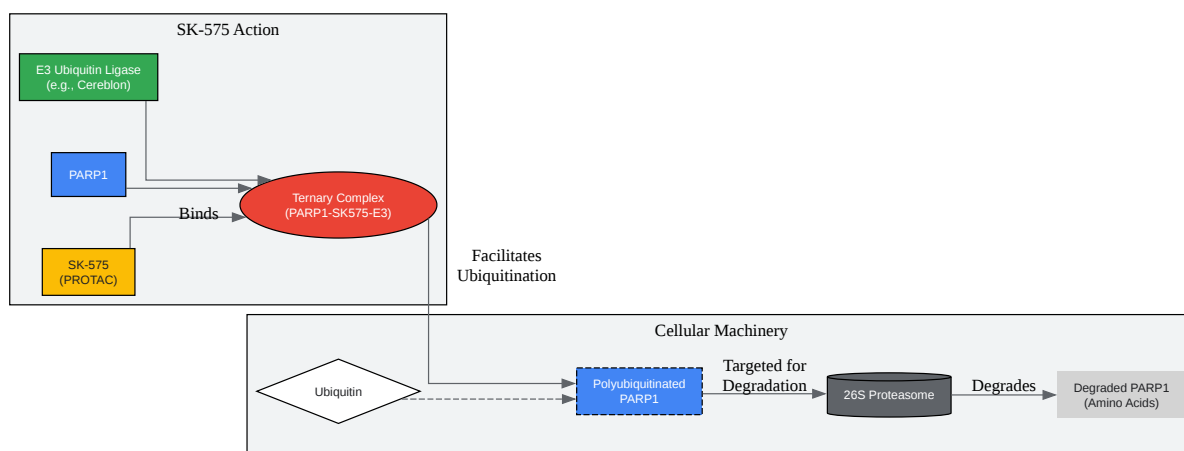 SK-575 Action
E3 Ubiquitin Ligase
(e.g., Cereblon)
PARP1
Binds
SK-575
(PROTAC)
Ternary Complex
(PARP1-SK575-E3)
Facilitates
Ubiquitination
Cellular Machinery
Ubiquitin
Polyubiquitinated
PARP1
Targeted for
Degradation
26S Proteasome
Degrades
Degraded PARP1
(Amino Acids)